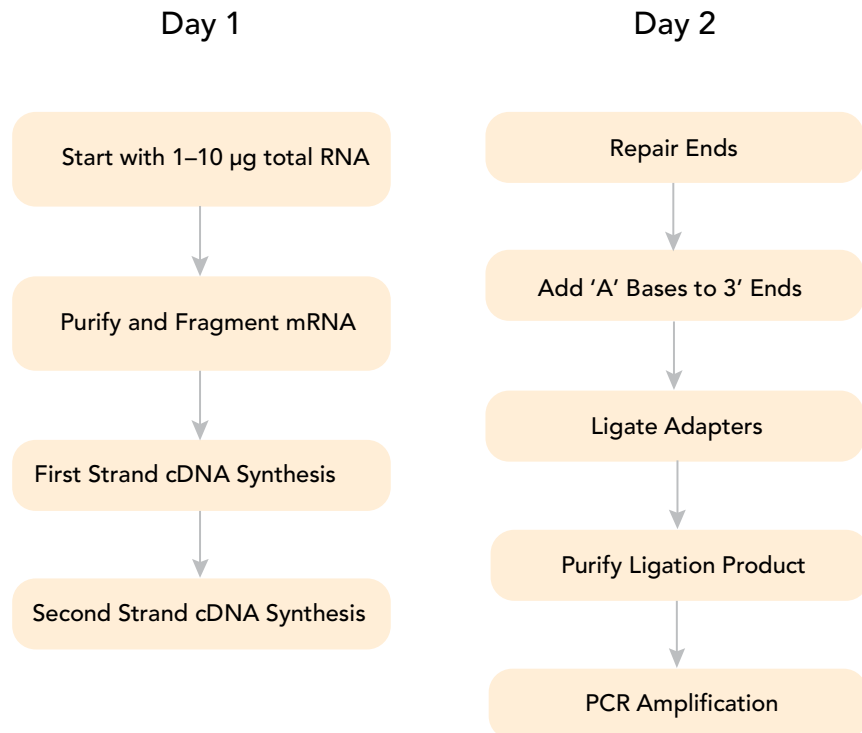 Day 1
Start with 1–10 µg total RNA
Purify and Fragment mRNA
First Strand cDNA Synthesis
Second Strand cDNA Synthesis
Day 2
Repair Ends
Add ‘A’ Bases to 3’ Ends
Ligate Adapters
Purify Ligation Product
PCR Amplification